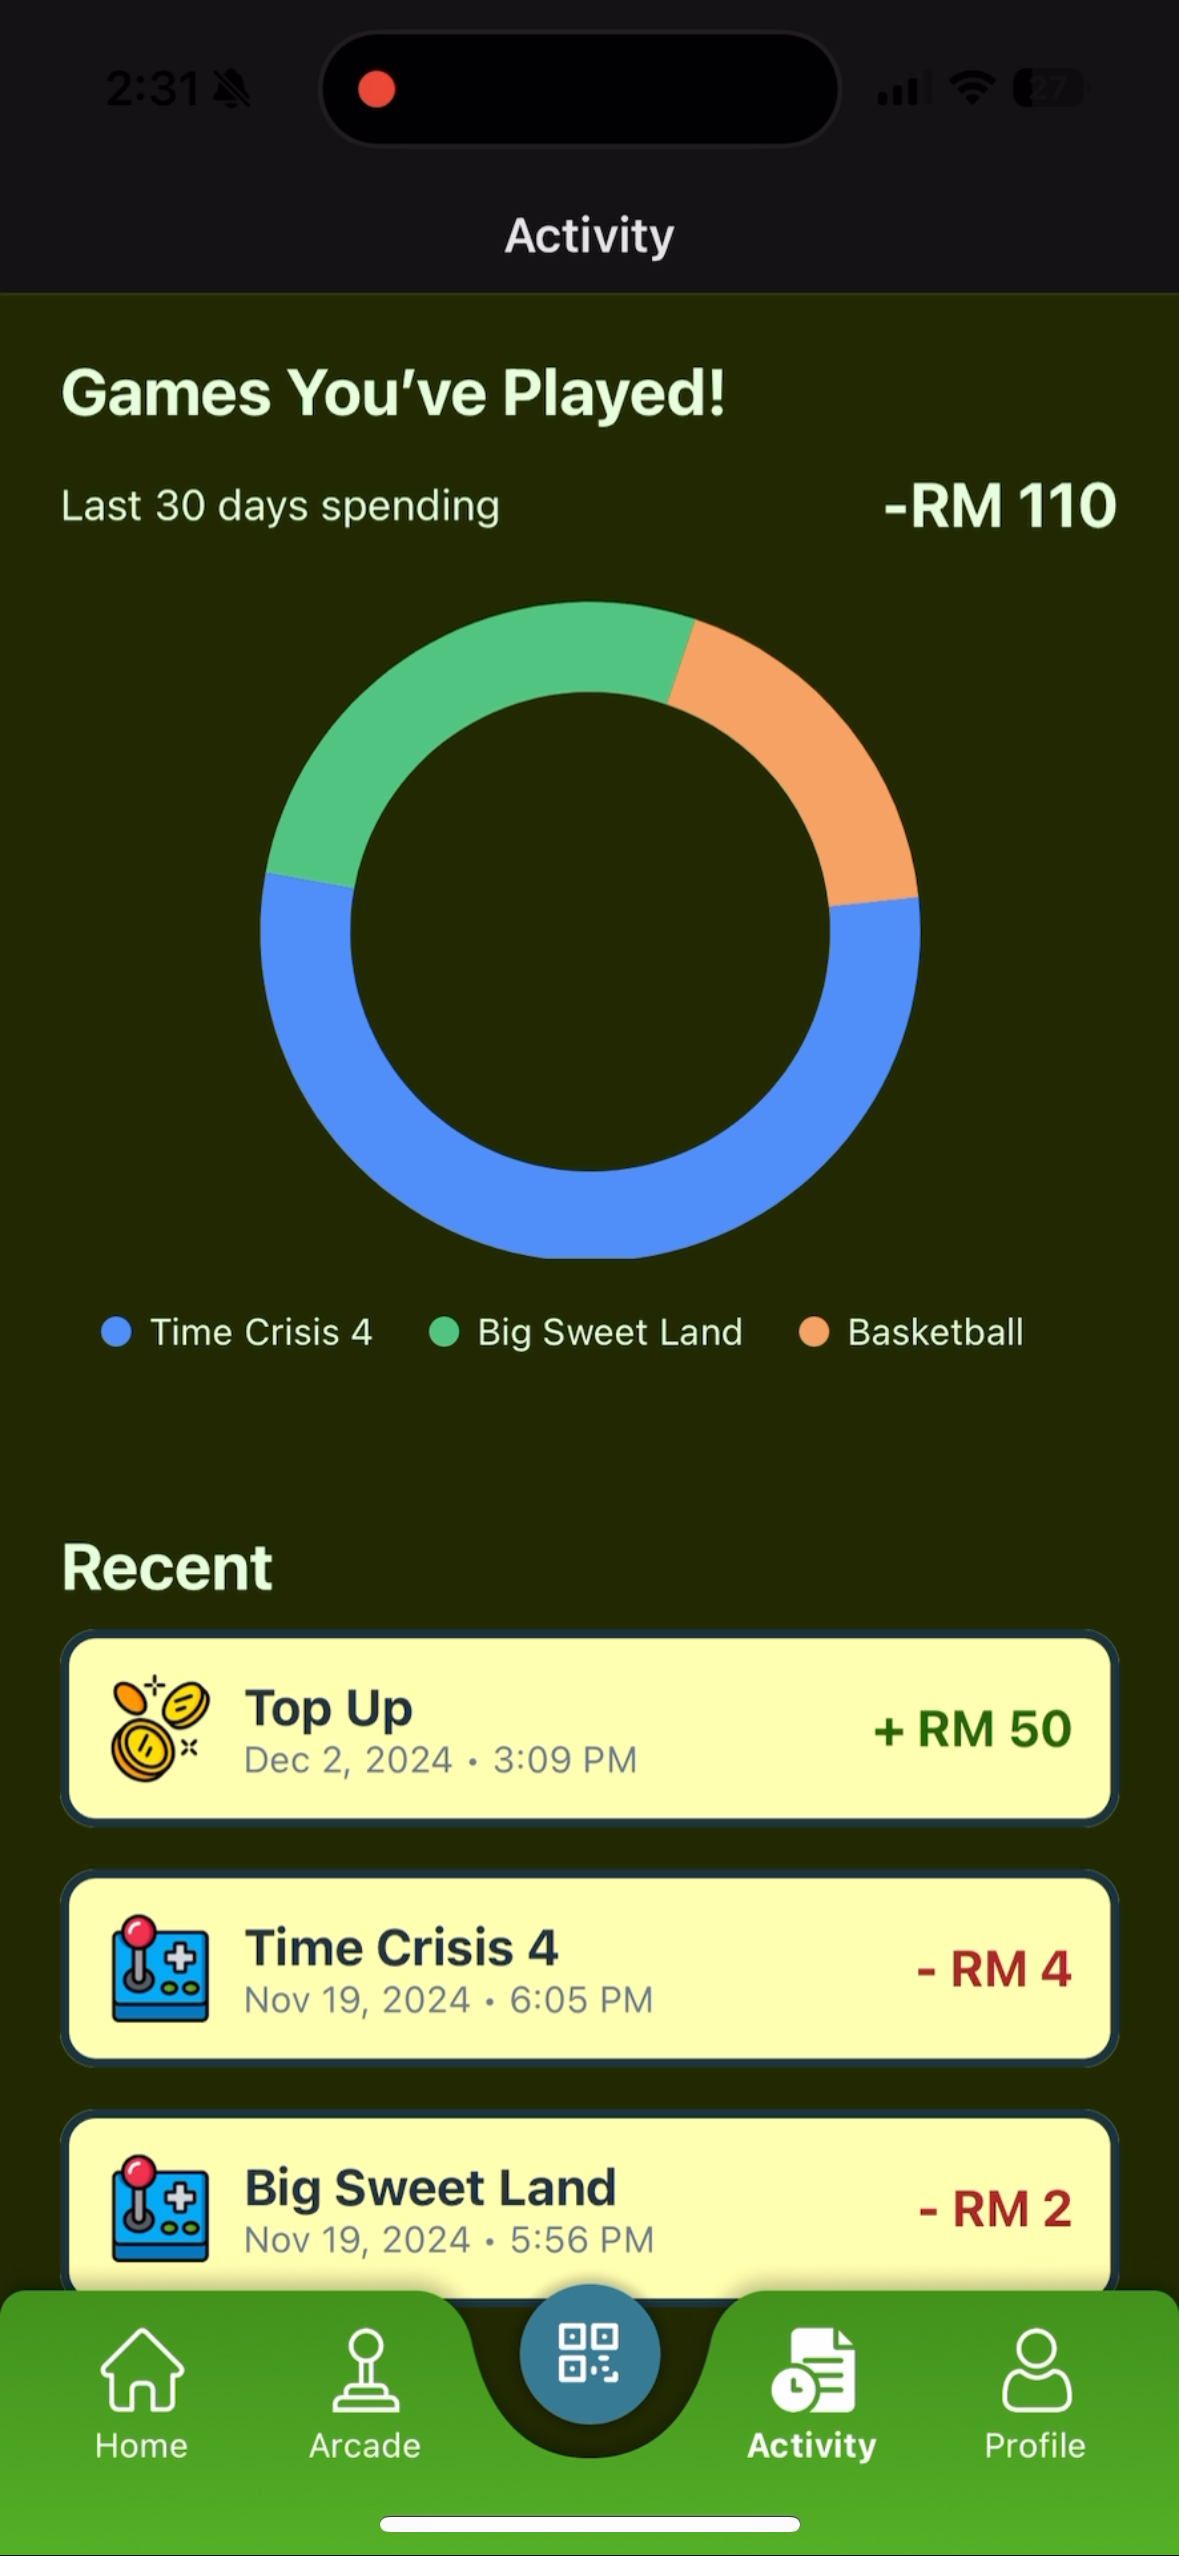 2:31
27
Activity
Games You’ve Played!
Last 30 days spending
-RM 110
Time Crisis 4
Big Sweet Land
Basketball
Recent
Top Up
Dec 2, 2024 • 3:09 PM
+ RM 50
Time Crisis 4
Nov 19, 2024 • 6:05 PM
- RM 4
Big Sweet Land
Nov 19, 2024 • 5:56 PM
- RM 2
Home
Arcade
Activity
Profile